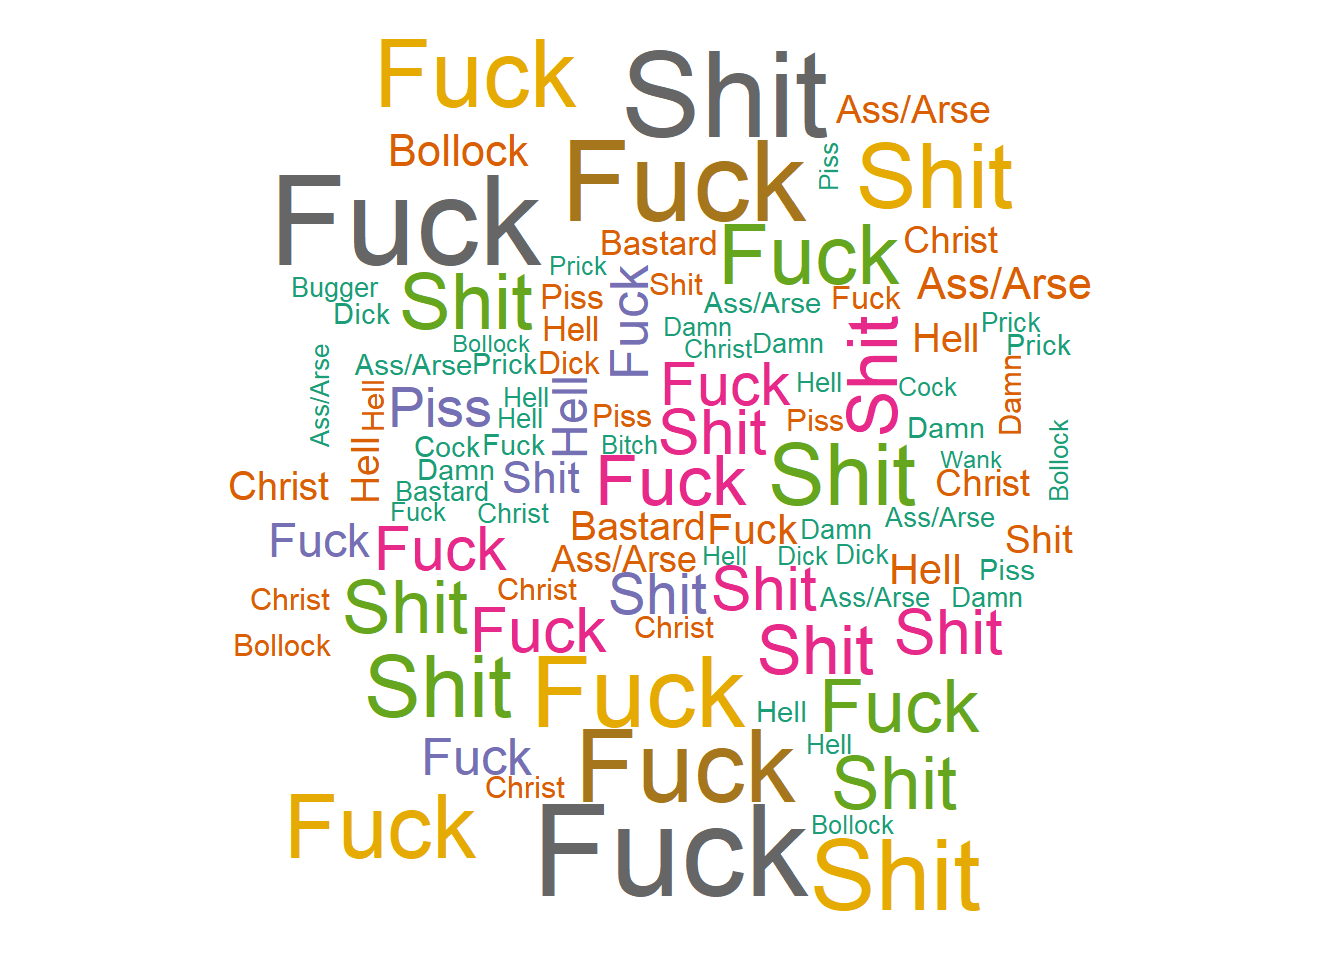 Fuck
Shit
Ass/Arse
Bollock
Fuck
Piss
Shit
Fuck
Bastard
Fuck
Christ
Prick
Bugger
Shit
Piss
Fuck
Shit
Ass/Arse
Fuck
Ass/Arse
Dick
Hell
Damn
Christ
Damn
Shit
Hell
Prick
Prick
Bollock
Ass/Arse
Ass/Arse
Prick
Dick
Fuck
Hell
Cock
Damn
Hell
Piss
Hell
Hell
Hell
Piss
Shit
Piss
Damn
Hell
Cock
Fuck
Bitch
Wank
Bollock
Christ
Damn
Bastard
Shit
Fuck
Shit
Christ
Fuck
Christ
Bastard
Fuck
Damn
Ass/Arse
Shit
Fuck
Fuck
Ass/Arse
Hell
Dick
Dick
Hell
Piss
Christ
Shit
Christ
Shit
Shit
Ass/Arse
Damn
Bollock
Fuck
Christ
Shit
Shit
Shit
Fuck
Hell
Fuck
Fuck
Christ
Fuck
Hell
Shit
Fuck
Fuck
Bollock
Shit